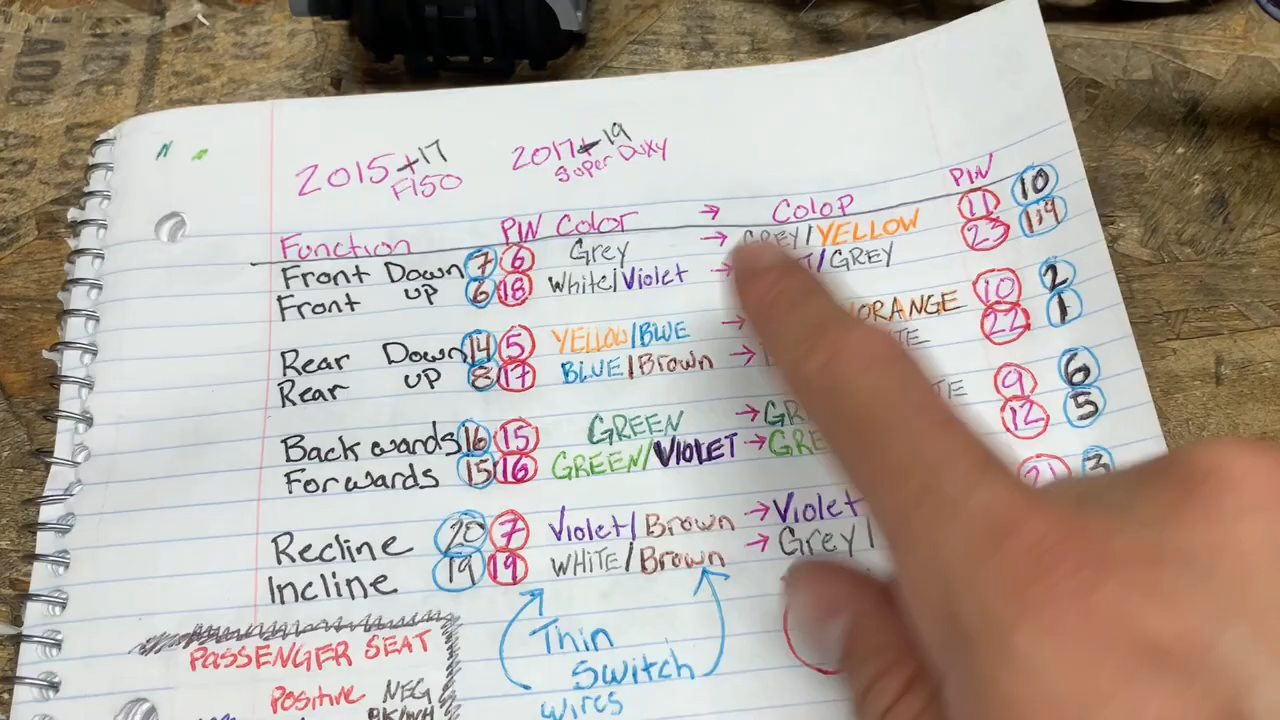 2015+17 2017+19
F150 Super Duxy
PIN Color → Color PIN
Function
Front Down 7 6 Grey → GREY/YELLOW 11 10
Front UP 6 18 White/Violet → /GREY 23
Rear Down 14 5 YELLOW/BLUE → /ORANGE 10 2
Rear UP 8 17 BLUE/Brown → 22 1
Backwards 16 15 GREEN → 9 6
Forwards 15 16 GREEN/VIOLET → 12 5
21 3
Recline 20 7 Violet/Brown → Violet
Incline 19 19 WHITE/Brown → Grey/
Thin
Switch
wires
PASSENGER SEAT
Positive NEG
BK/WH